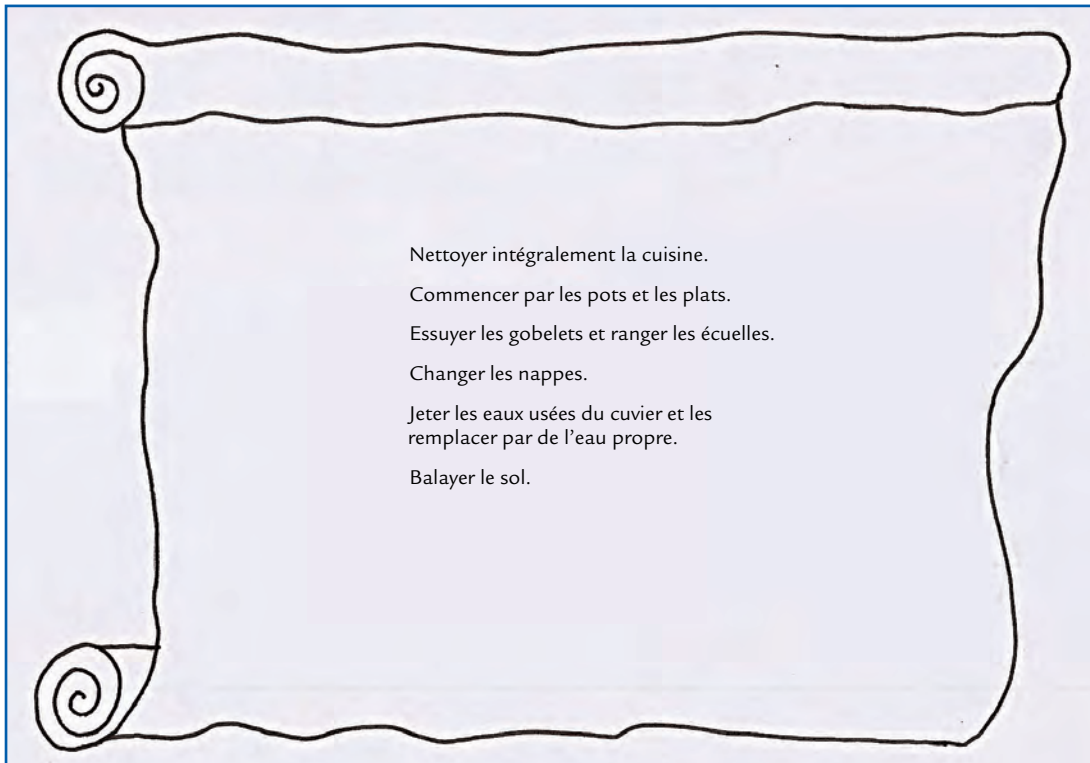 Nettoyer intégralement la cuisine.
Commencer par les pots et les plats.
Essuyer les gobelets et ranger les écuelles.
Changer les nappes.
Jeter les eaux usées du cuvier et les
remplacer par de l’eau propre.
Balayer le sol.